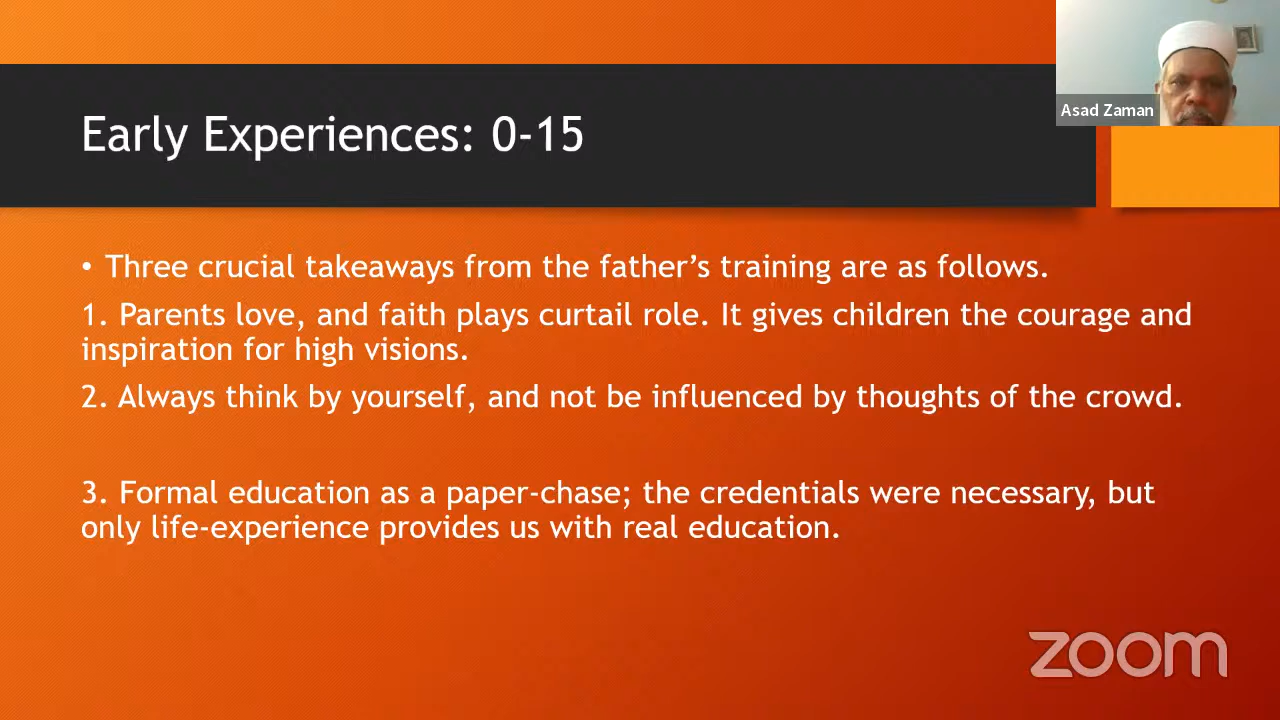 Asad Zaman
Early Experiences: 0-15
• Three crucial takeaways from the father’s training are as follows.
1. Parents love, and faith plays curtail role. It gives children the courage and
inspiration for high visions.
2. Always think by yourself, and not be influenced by thoughts of the crowd.
3. Formal education as a paper-chase; the credentials were necessary, but
only life-experience provides us with real education.
zoom